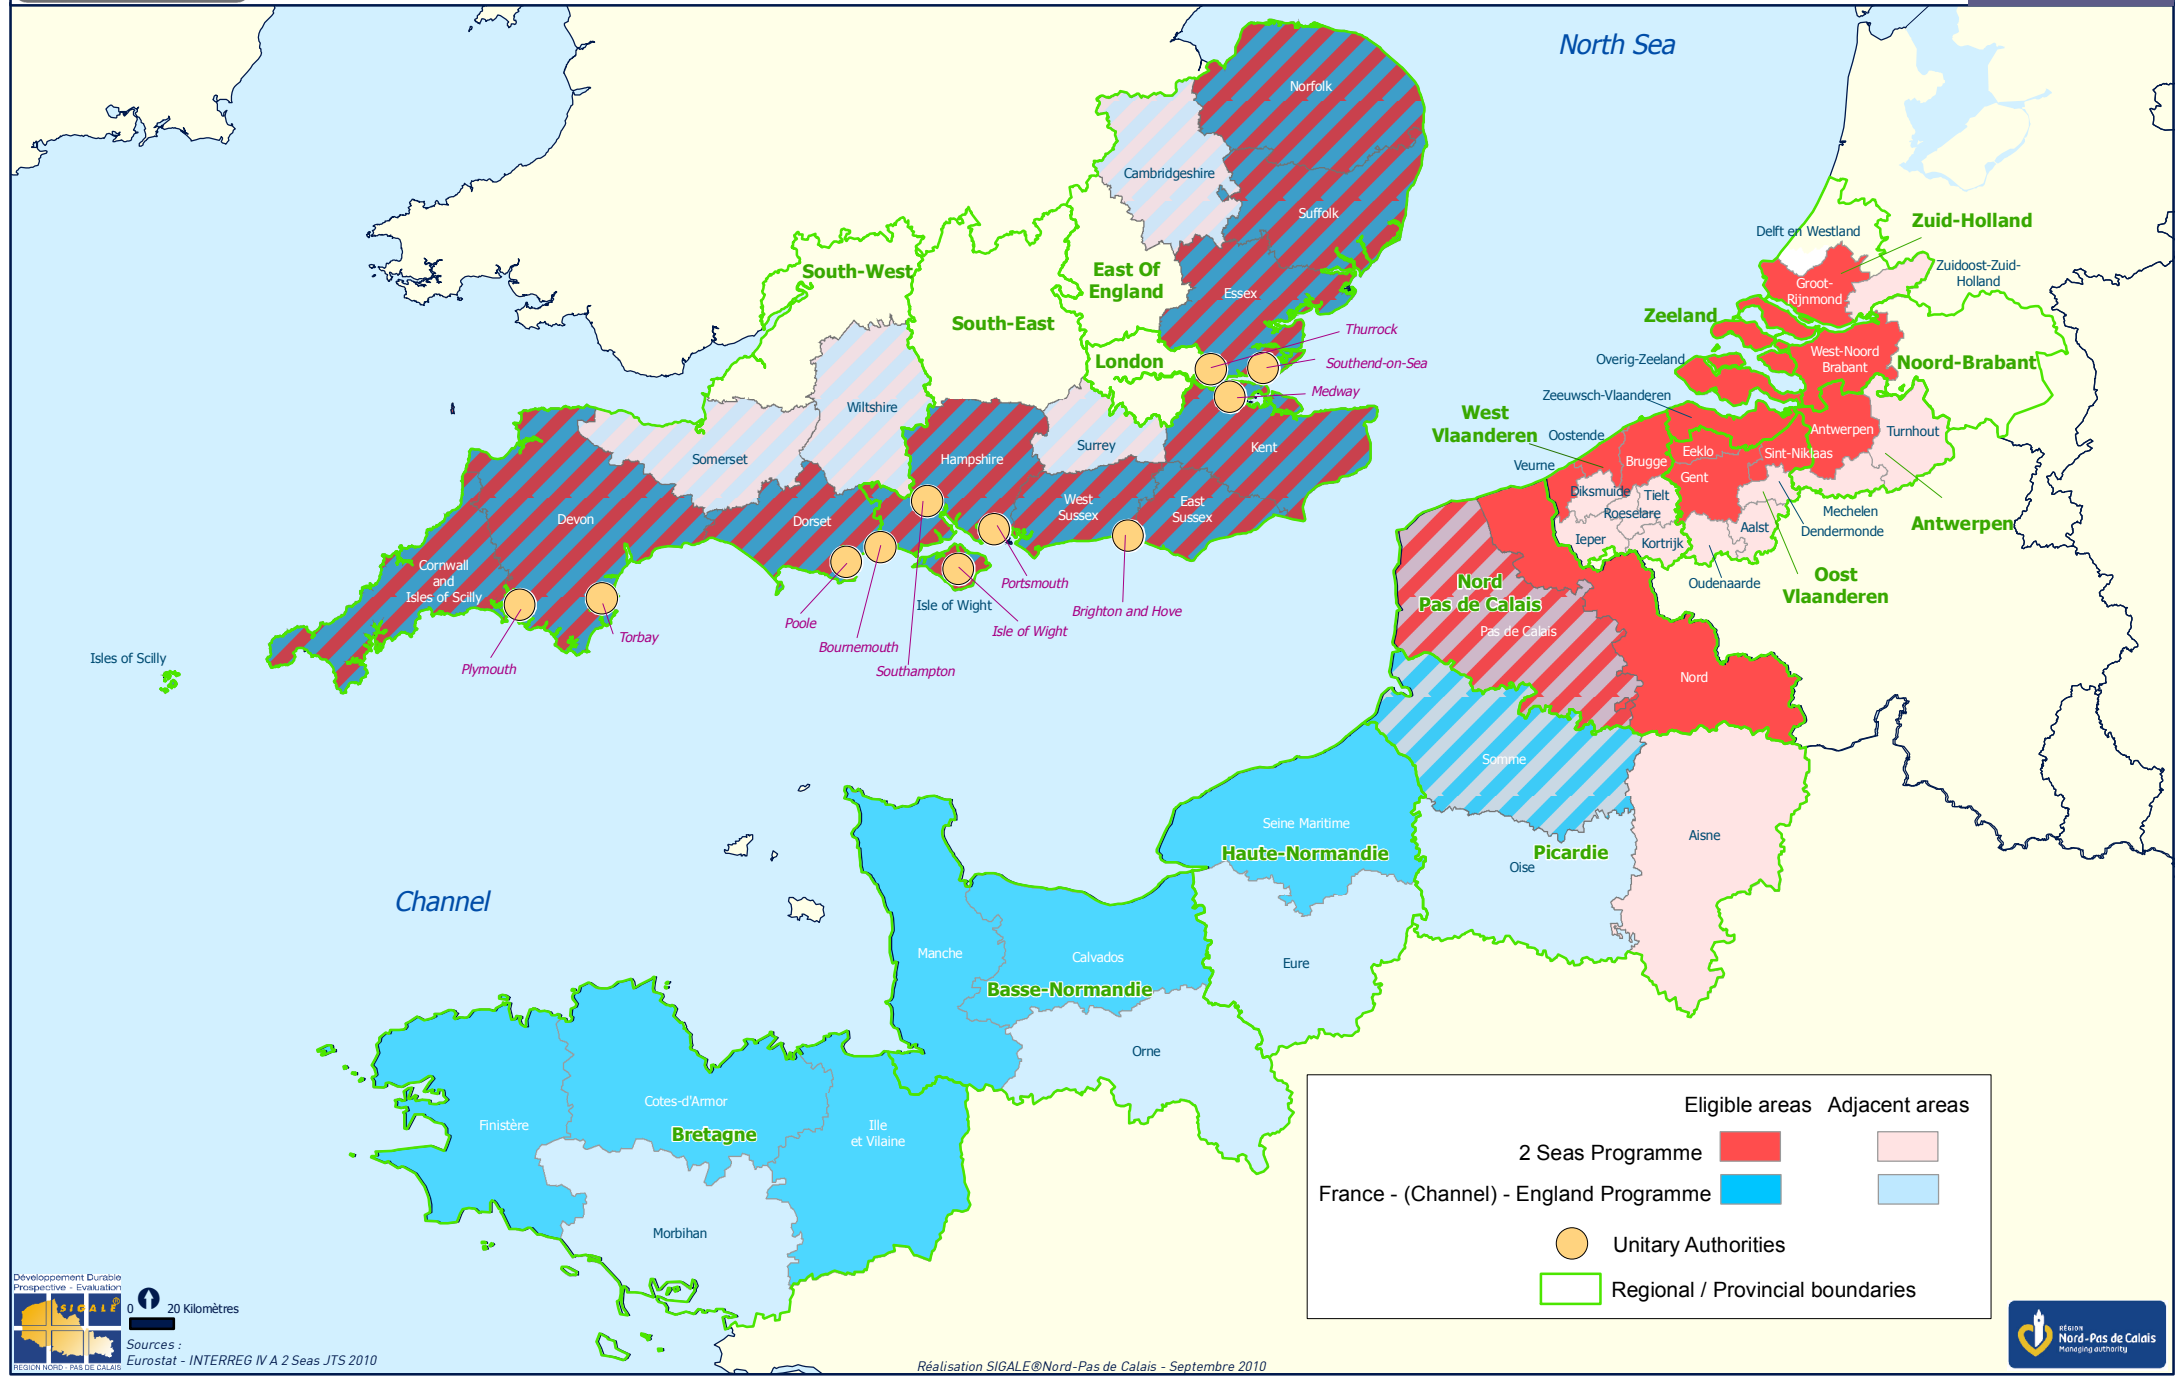 North Sea
Norfolk
Cambridgeshire
Suffolk
Zuid-Holland
Delft en Westland
South-West
East Of
England
Zuidoost-Zuid-
Holland
Groot-
Rijnmond
Essex
South-East
Zeeland
Thurrock
London
Southend-on-Sea
Overig-Zeeland
West-Noord
Brabant
Noord-Brabant
Medway
Zeeuwsch-Vlaanderen
Wiltshire
West
Vlaanderen
Oostende
Antwerpen
Turnhout
Somerset
Hampshire
Surrey
Kent
Veurne
Brugge
Eeklo
Sint-Niklaas
Gent
Diksmuide
Tielt
Roeselare
Mechelen
Dendermonde
Antwerpen
Aalst
Ieper
Kortrijk
Oudenaarde
Oost
Vlaanderen
Devon
Dorset
West
Sussex
East
Sussex
Cornwall
and
Isles of Scilly
Portsmouth
Isle of Wight
Brighton and Hove
Isle of Wight
Poole
Bournemouth
Southampton
Torbay
Plymouth
Isles of Scilly
Nord
Pas de Calais
Pas de Calais
Nord
Somme
Seine Maritime
Haute-Normandie
Picardie
Oise
Aisne
Channel
Manche
Calvados
Basse-Normandie
Eure
Orne
Cotes-d'Armor
Bretagne
Finistère
Ille
et Vilaine
Morbihan
Eligible areas
Adjacent areas
2 Seas Programme
France - (Channel) - England Programme
Unitary Authorities
Regional / Provincial boundaries
Développement Durable
Prospective - Evaluation
SIGALE®
REGION NORD - PAS DE CALAIS
0
20 Kilomètres
Sources :
Eurostat - INTERREG IV A 2 Seas JTS 2010
Réalisation SIGALE®Nord-Pas de Calais - Septembre 2010
RÉGION
Nord-Pas de Calais
Managing authority